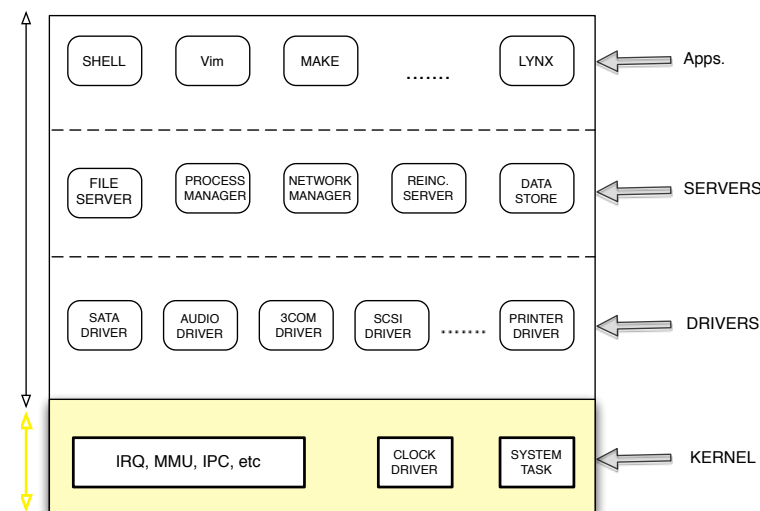 SHELL
Vim
MAKE
.......
LYNX
Apps.
FILE
SERVER
PROCESS
MANAGER
NETWORK
MANAGER
REINC.
SERVER
DATA
STORE
SERVERS
SATA
DRIVER
AUDIO
DRIVER
3COM
DRIVER
SCSI
DRIVER
.......
PRINTER
DRIVER
DRIVERS
IRQ, MMU, IPC, etc
CLOCK
DRIVER
SYSTEM
TASK
KERNEL